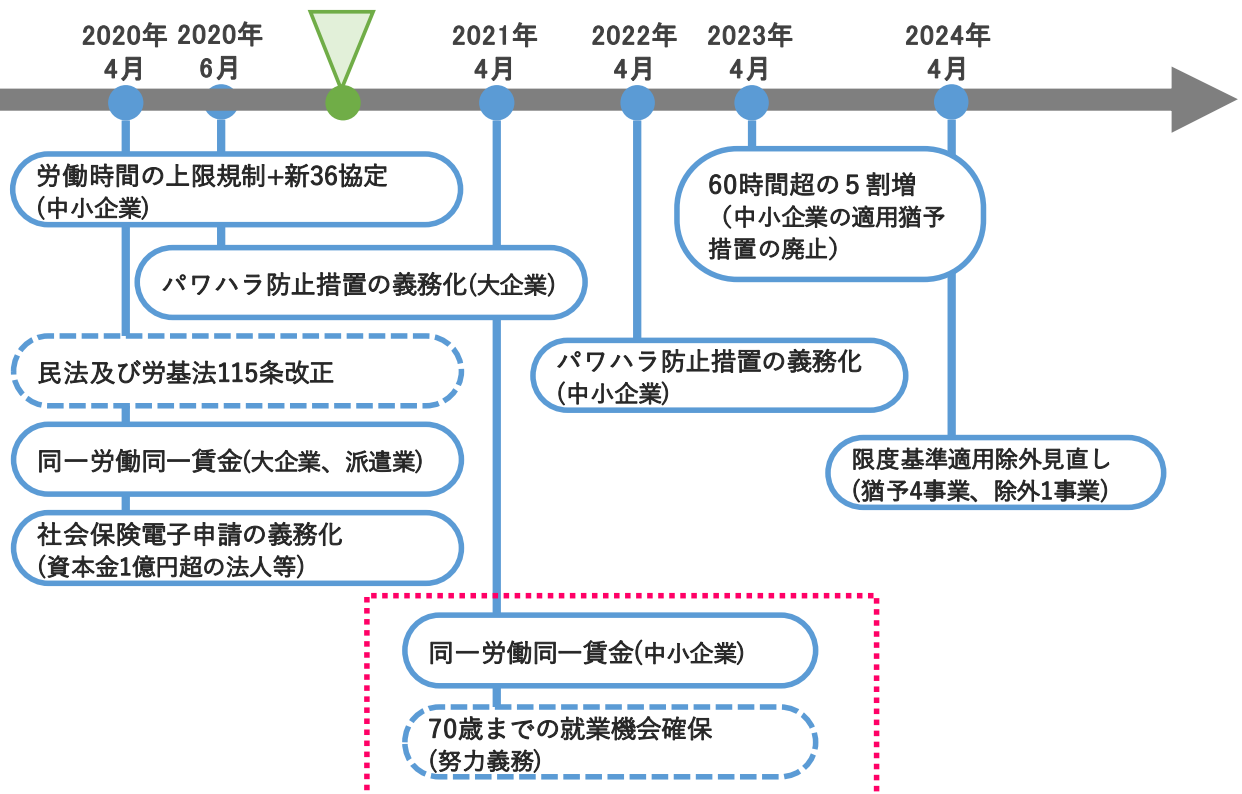 2020年
4月
2020年
6月
2021年
4月
2022年
4月
2023年
4月
2024年
4月
労働時間の上限規制+新36協定
(中小企業)
パワハラ防止措置の義務化(大企業)
民法及び労基法115条改正
同一労働同一賃金(大企業、派遣業)
社会保険電子申請の義務化
(資本金1億円超の法人等)
同一労働同一賃金(中小企業)
70歳までの就業機会確保
(努力義務)
パワハラ防止措置の義務化
(中小企業)
60時間超の５割増
（中小企業の適用猶予
措置の廃止）
限度基準適用除外見直し
(猶予4事業、除外1事業)